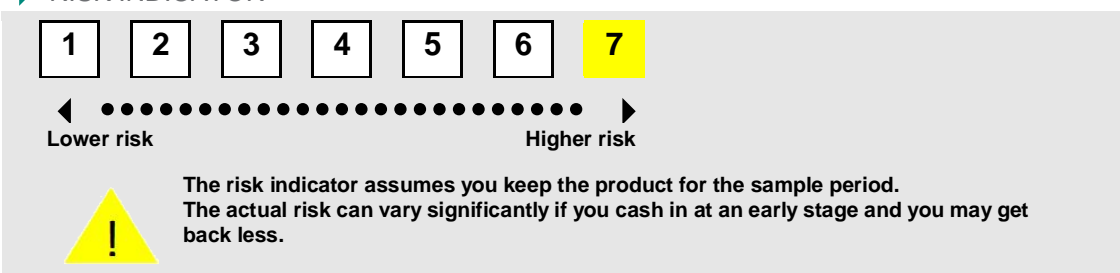 RISK INDICATOR
1 2 3 4 5 6 7
Lower risk Higher risk
!
The risk indicator assumes you keep the product for the sample period.
The actual risk can vary significantly if you cash in at an early stage and you may get
back less.